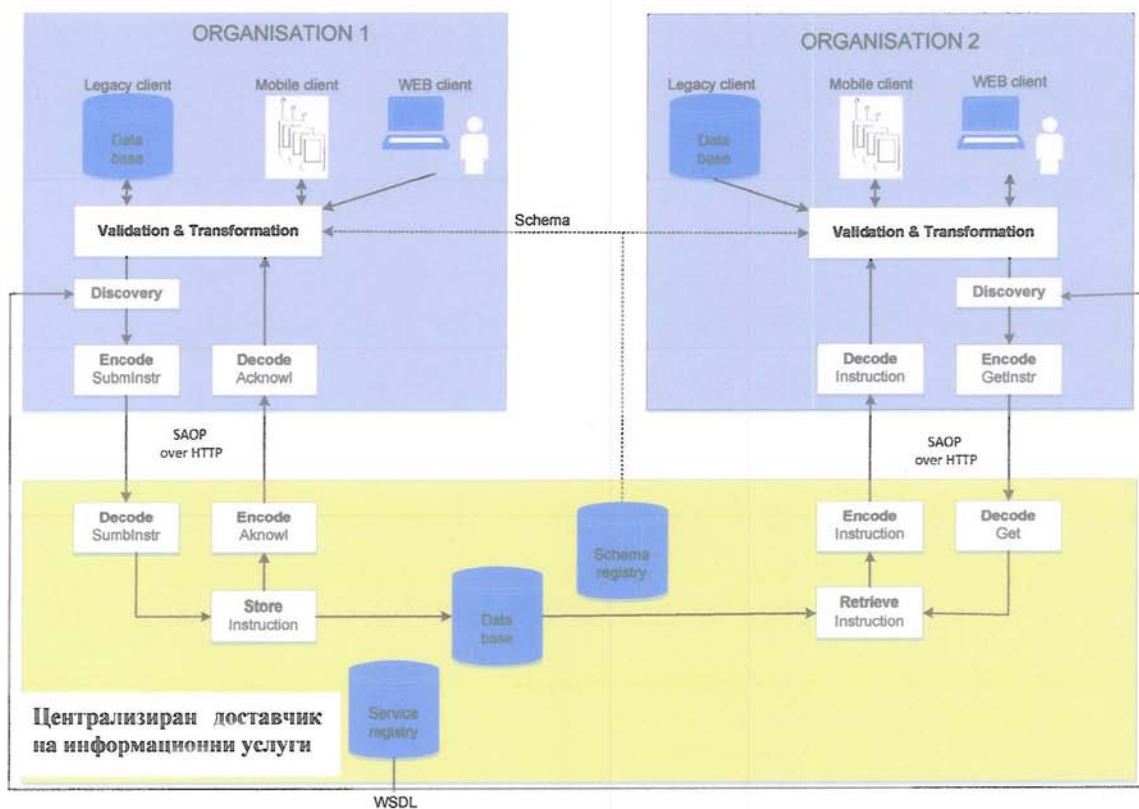 ORGANISATION 1
Legacy client
Mobile client
WEB client
Data
base
Validation & Transformation
Discovery
Encode
SubmInstr
Decode
Acknowl
SAOP
over HTTP
Schema
ORGANISATION 2
Legacy client
Mobile client
WEB client
Data
base
Validation & Transformation
Discovery
Decode
Instruction
Encode
GetInstr
SAOP
over HTTP
Decode
SumbInstr
Encode
Aknowl
Schema
registry
Encode
Instruction
Decode
Get
Store
Instruction
Data
base
Retrieve
Instruction
Service
registry
Централизиран доставчик
на информационни услуги
WSDL